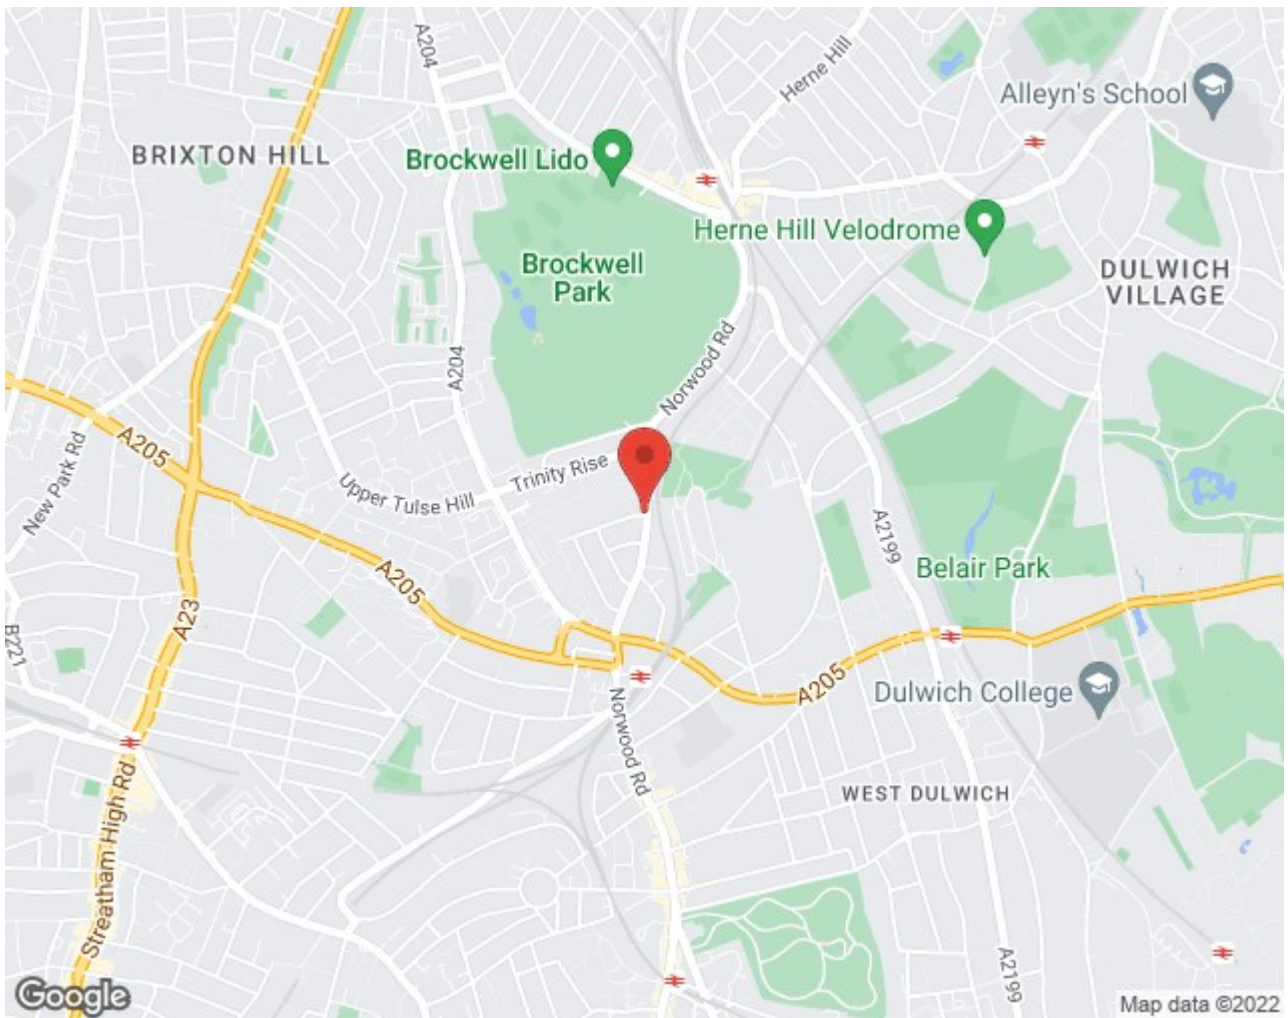 A204
Herne Hill
Alleyn's School
BRIXTON HILL
Brockwell Lido
Herne Hill Velodrome
Brockwell
Park
DULWICH
VILLAGE
Norwood Rd
A204
A205
New Park Rd
Trinity Rise
Upper Tulse Hill
A2199
A205
Belair Park
A23
B221
A205
Dulwich College
Norwood Rd
WEST DULWICH
Streatham High Rd
A2199
Google
Map data ©2022